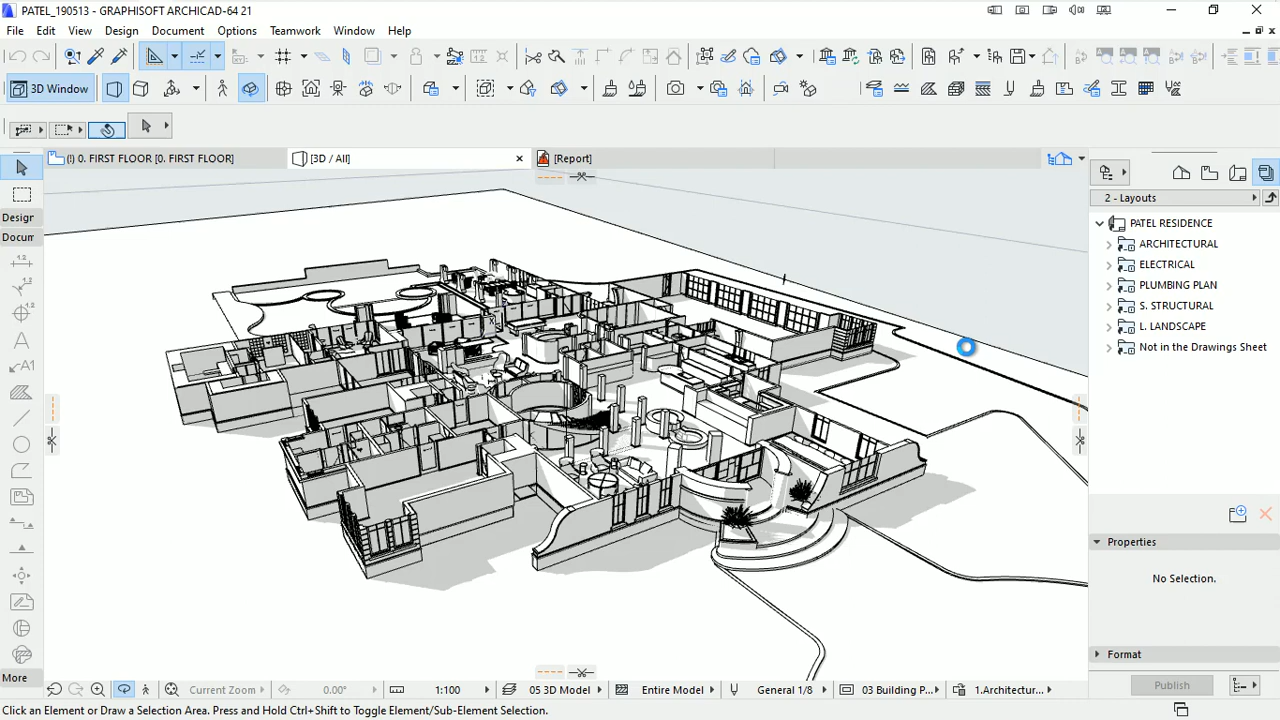 PATEL_190513 - GRAPHISOFT ARCHICAD-64 21
File Edit View Design Document Options Teamwork Window Help
3D Window
(!) 0. FIRST FLOOR [0. FIRST FLOOR]
[3D / All]
[Report]
2 - Layouts
Design
Docum
PATEL RESIDENCE
ARCHITECTURAL
ELECTRICAL
PLUMBING PLAN
S. STRUCTURAL
L. LANDSCAPE
Not in the Drawings Sheet
A
A1
Properties
No Selection.
Format
More
Current Zoom
0.00°
1:100
05 3D Model
Entire Model
General 1/8
03 Building P...
1.Architectur...
Publish
Click an Element or Draw a Selection Area. Press and Hold Ctrl+Shift to Toggle Element/Sub-Element Selection.